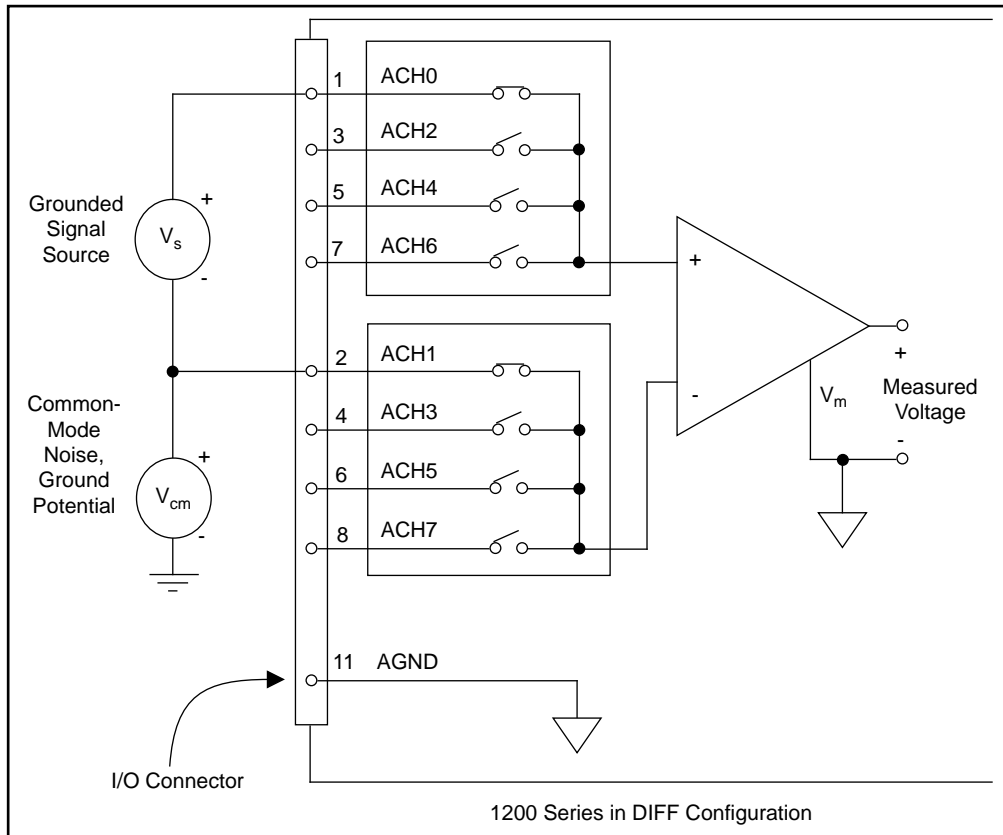 1 ACH0
3 ACH2
5 ACH4
7 ACH6
Grounded
Signal
Source
+
Vs
-
+
-
2 ACH1
4 ACH3
6 ACH5
8 ACH7
Common-
Mode
Noise,
Ground
Potential
+
Vcm
-
Vm
+
Measured
Voltage
-
11 AGND
I/O Connector
1200 Series in DIFF Configuration